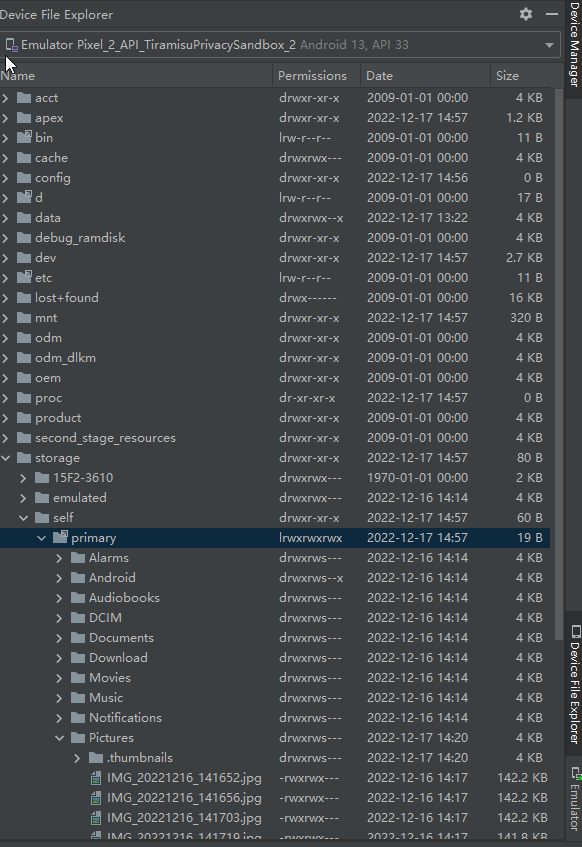 Device File Explorer
Emulator Pixel_2_API_TiramisuPrivacySandbox_2 Android 13, API 33
Name Permissions Date Size
acct drwxr-xr-x 2009-01-01 00:00 4 KB
apex drwxr-xr-x 2022-12-17 14:57 1.2 KB
bin lrw-r--r-- 2009-01-01 00:00 11 B
cache drwxrwx--- 2009-01-01 00:00 4 KB
config drwxr-xr-x 2022-12-17 14:56 0 B
d lrw-r--r-- 2009-01-01 00:00 17 B
data drwxrwx--x 2022-12-17 13:22 4 KB
debug_ramdisk drwxr-xr-x 2009-01-01 00:00 4 KB
dev drwxr-xr-x 2022-12-17 14:57 2.7 KB
etc lrw-r--r-- 2009-01-01 00:00 11 B
lost+found drwx------ 2009-01-01 00:00 16 KB
mnt drwxr-xr-x 2022-12-17 14:57 320 B
odm drwxr-xr-x 2009-01-01 00:00 4 KB
odm_dlkm drwxr-xr-x 2009-01-01 00:00 4 KB
oem drwxr-xr-x 2009-01-01 00:00 4 KB
proc dr-xr-xr-x 2022-12-17 14:57 0 B
product drwxr-xr-x 2009-01-01 00:00 4 KB
second_stage_resources drwxr-xr-x 2009-01-01 00:00 4 KB
storage drwxr-xr-x 2022-12-17 14:57 80 B
15F2-3610 drwxrwx--- 1970-01-01 00:00 2 KB
emulated drwxrwx--- 2022-12-16 14:14 4 KB
self drwxr-xr-x 2022-12-17 14:57 60 B
primary lrwxrwxrwx 2022-12-17 14:57 19 B
Alarms drwxrws--- 2022-12-16 14:14 4 KB
Android drwxrws--x 2022-12-16 14:14 4 KB
Audiobooks drwxrws--- 2022-12-16 14:14 4 KB
DCIM drwxrws--- 2022-12-16 14:14 4 KB
Documents drwxrws--- 2022-12-16 14:14 4 KB
Download drwxrws--- 2022-12-16 14:14 4 KB
Movies drwxrws--- 2022-12-16 14:14 4 KB
Music drwxrws--- 2022-12-16 14:14 4 KB
Notifications drwxrws--- 2022-12-16 14:14 4 KB
Pictures drwxrws--- 2022-12-17 14:20 4 KB
.thumbnails drwxrws--- 2022-12-17 14:20 4 KB
IMG_20221216_141652.jpg -rwxrwx--- 2022-12-16 14:17 142.2 KB
IMG_20221216_141656.jpg -rwxrwx--- 2022-12-16 14:17 142.2 KB
IMG_20221216_141703.jpg -rwxrwx--- 2022-12-16 14:17 142.2 KB
IMG_20221216_141719.jpg -rwxrwx--- 2022-12-16 14:17 141.8 KB
Device Manager
Device File Explorer
Emulator